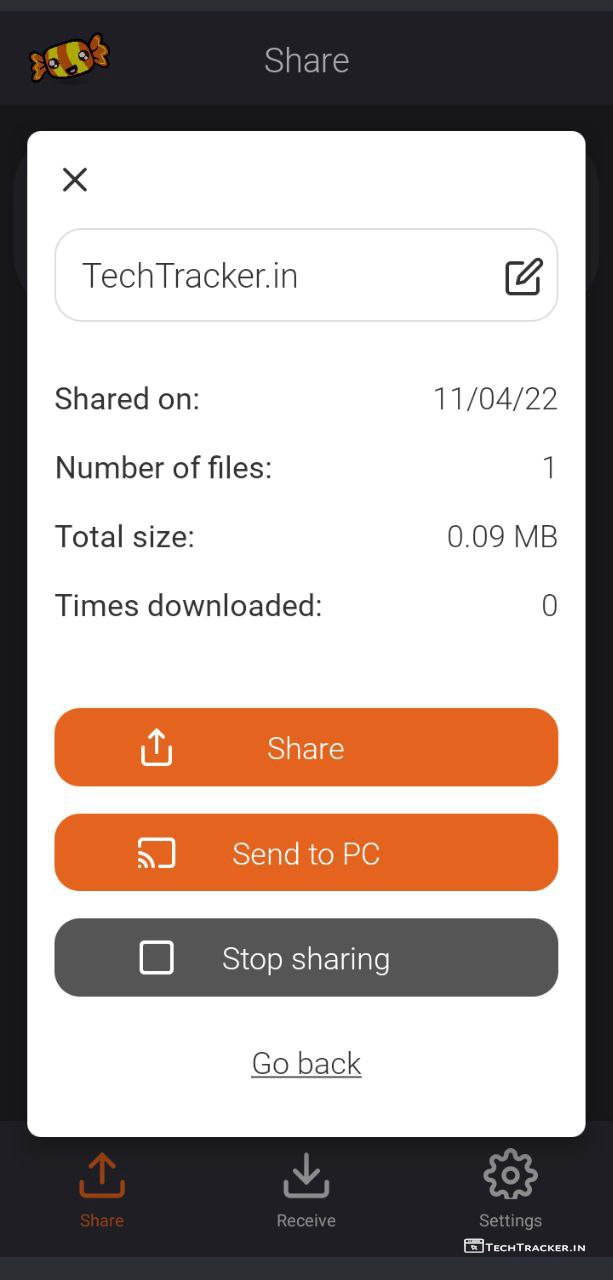 Share
TechTracker.in
Shared on: 11/04/22
Number of files: 1
Total size: 0.09 MB
Times downloaded: 0
Share
Send to PC
Stop sharing
Go back
Share Receive Settings
TECHTRACKER.IN